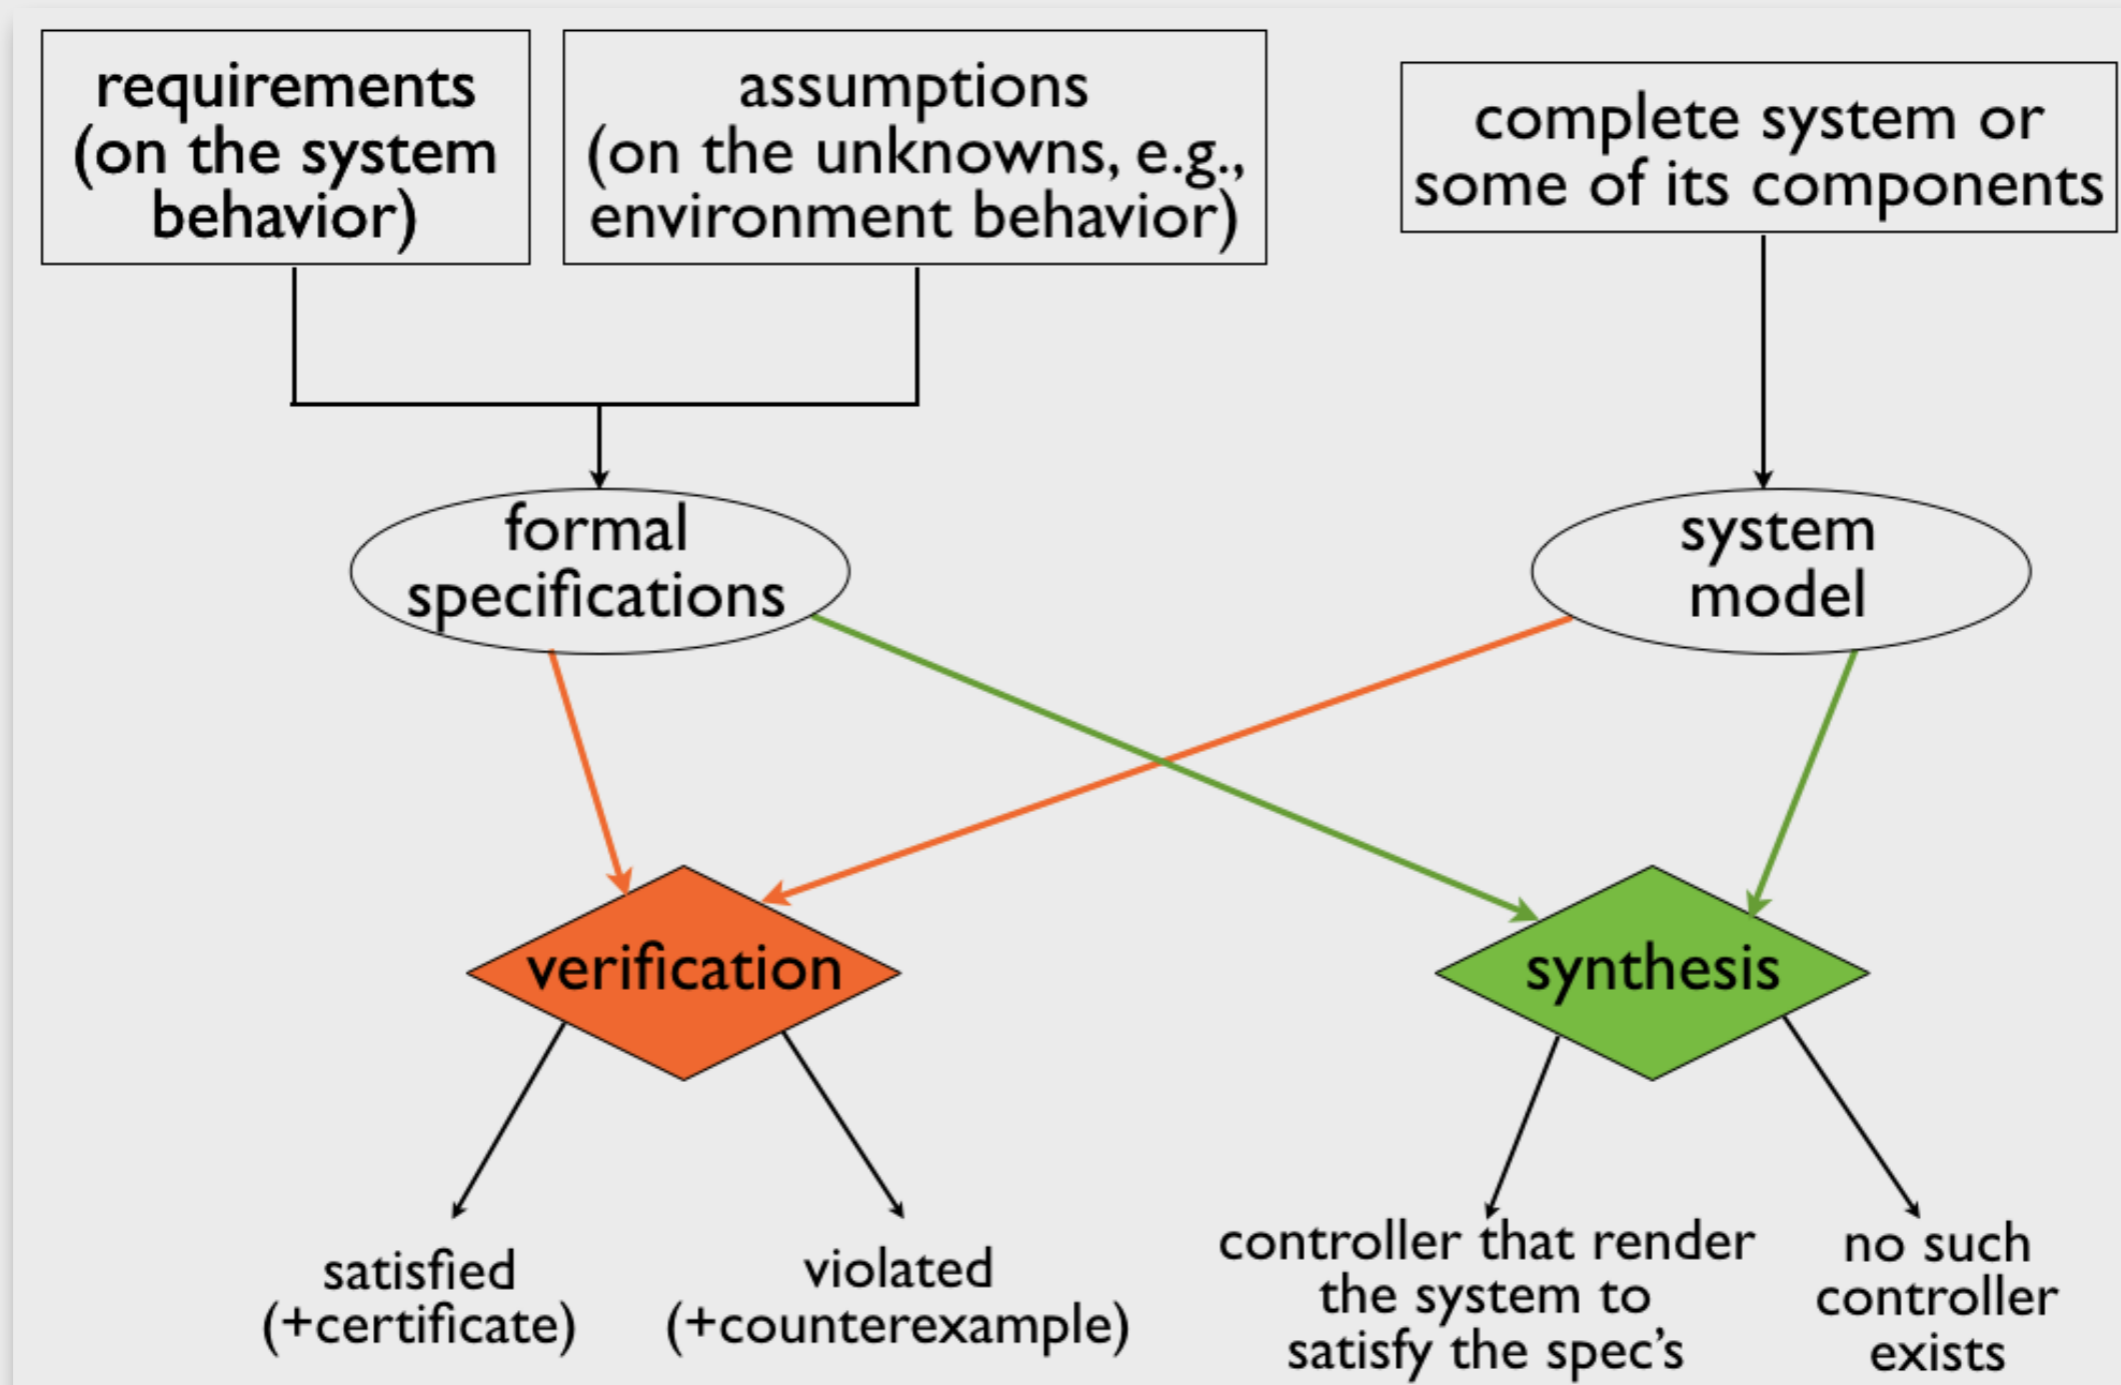 requirements
(on the system
behavior)
assumptions
(on the unknowns, e.g.,
environment behavior)
complete system or
some of its components
formal
specifications
system
model
verification
synthesis
satisfied
(+certificate)
violated
(+counterexample)
controller that render
the system to
satisfy the spec’s
no such
controller
exists